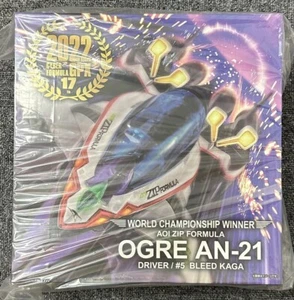 2022
CYBER FORMULA GPX
17
ZIP FORMULA
WORLD CHAMPIONSHIP WINNER
AOI ZIP FORMULA
OGRE AN-21
DRIVER / #5 BLEED KAGA